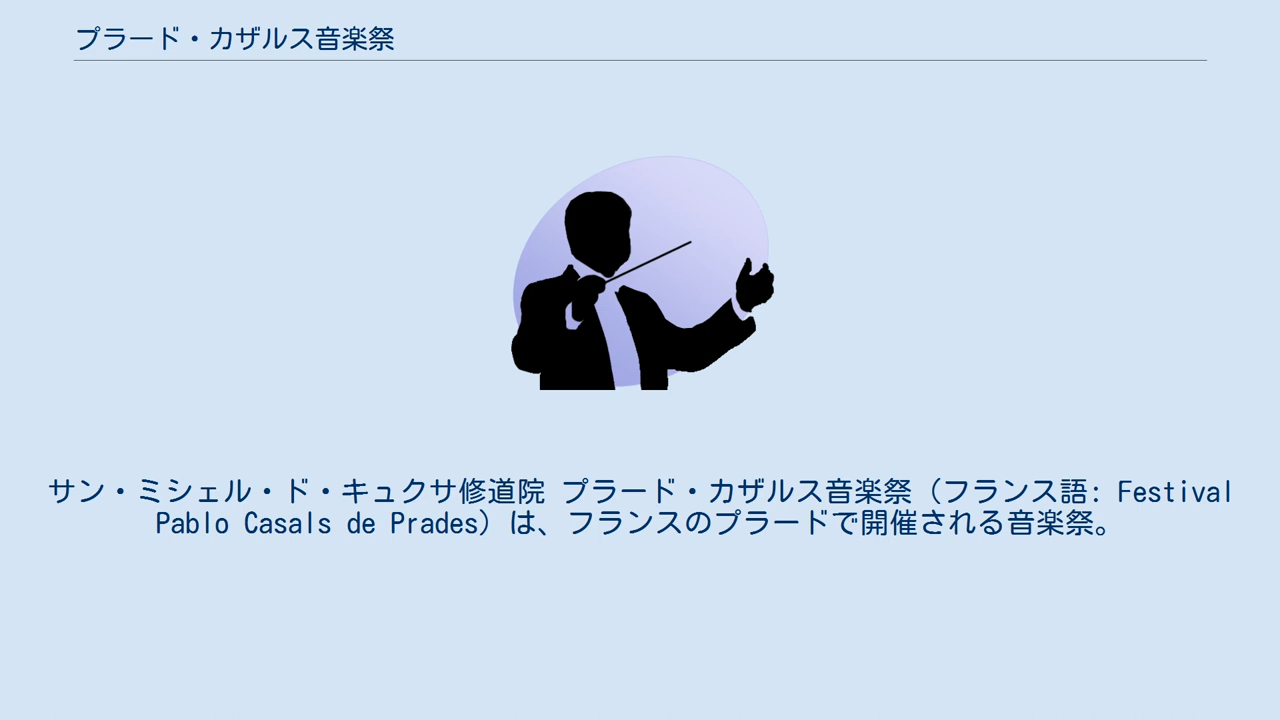 プラード・カザルス音楽祭
サン・ミシェル・ド・キュクサ修道院 プラード・カザルス音楽祭（フランス語: Festival
Pablo Casals de Prades）は、フランスのプラードで開催される音楽祭。